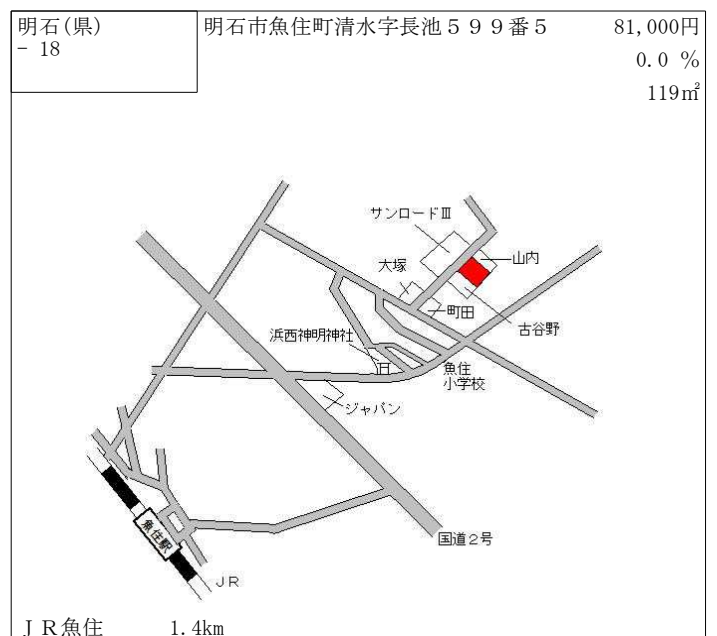 明石(県) 明石市魚住町清水字長池５９９番５ 81,000円
- 18 0.0 %
119㎡
サンロードⅢ
山内
大塚
町田
古谷野
浜西神明神社
魚住
小学校
ジャパン
国道２号
魚住駅
ＪＲ
ＪＲ魚住 1.4km